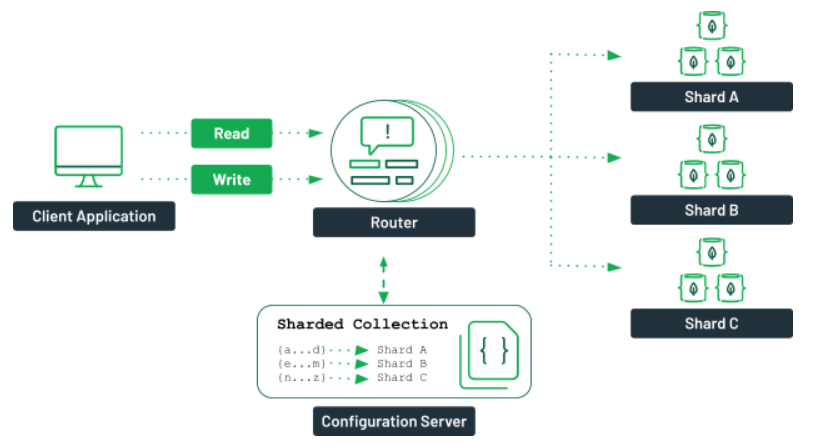 Shard A
Read
Write
Client Application
!
Router
Shard B
Sharded Collection
{a...d} Shard A
{e...m} Shard B
{n...z} Shard C
{ }
Shard C
Configuration Server